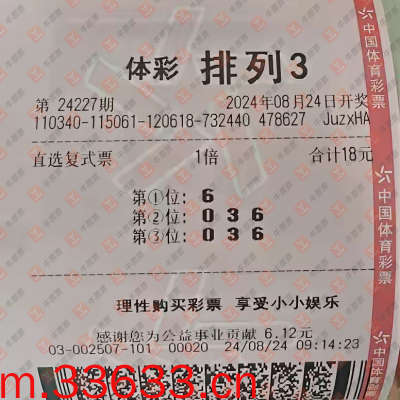 体彩 排列3
第 24227期 2024年08月24日开奖
110340-115061-120618-732440 478627 JuzxHA
直选复式票 1倍 合计18元
第①位: 6
第②位: 0 3 6
第③位: 0 3 6
理性购买彩票 享受小小娱乐
感谢您为公益事业贡献 6.12元
03-002507-101 00020 24/08/24 09:14:23
m.33633.cn
中国体育彩票
中国体育彩票
中国体育